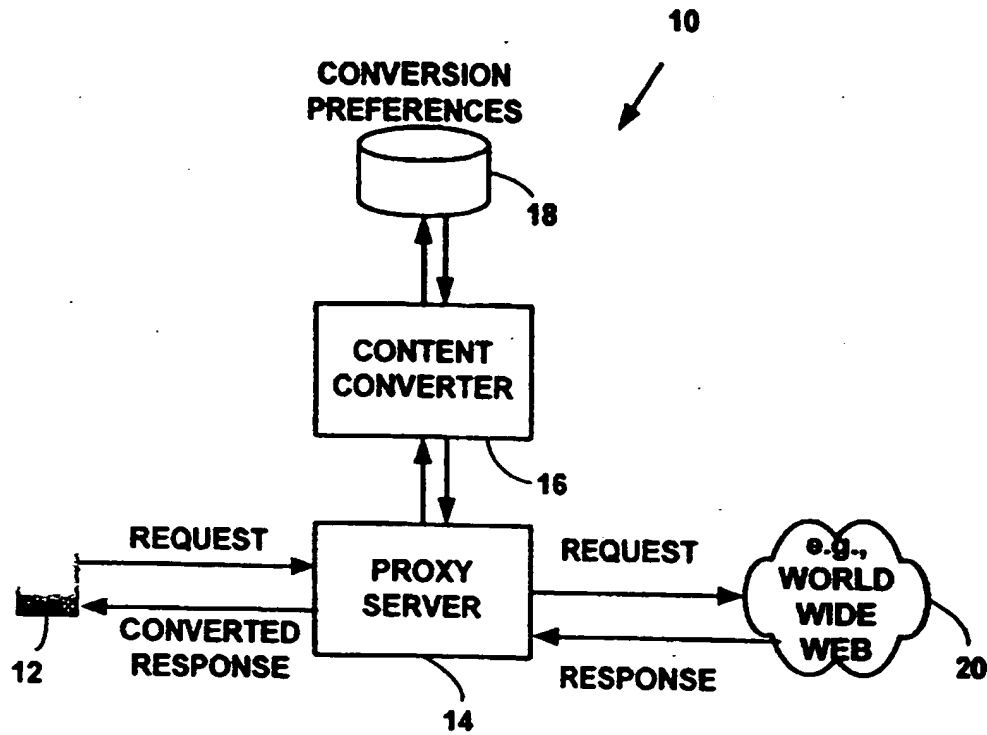 10
CONVERSION
PREFERENCES
18
CONTENT
CONVERTER
16
REQUEST
PROXY
SERVER
REQUEST
e.g.,
WORLD
WIDE
WEB
CONVERTED
RESPONSE
RESPONSE
12
14
20